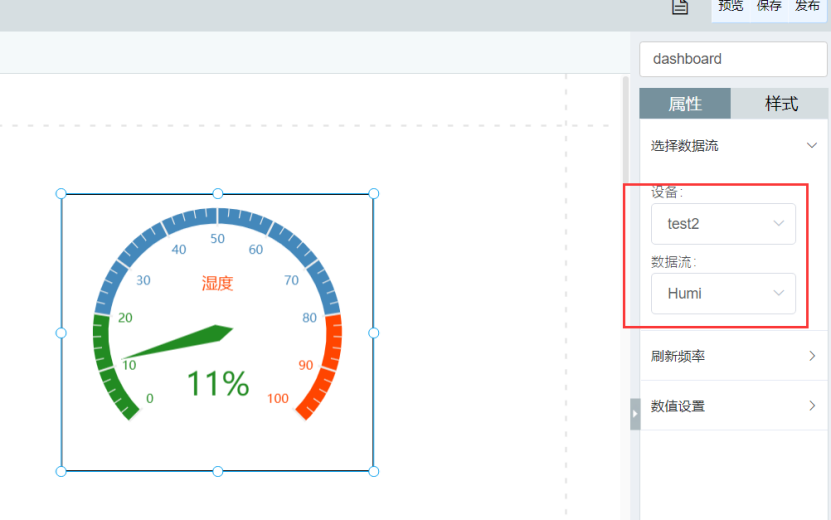 预览 保存 发布
dashboard
属性 样式
选择数据流
设备:
test2
数据流:
Humi
刷新频率
数值设置
50
40 60
湿度
30 70
20 80
10 90
11%
0 100